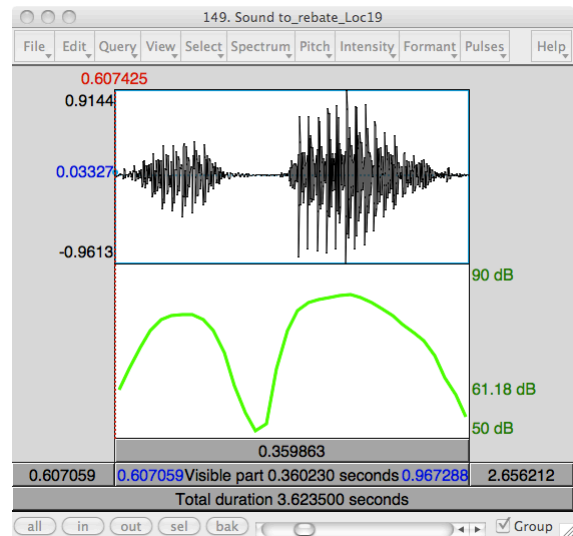 149. Sound to_rebate_Loc19
File Edit Query View Select Spectrum Pitch Intensity Formant Pulses Help
0.607425
0.9144
0.03327
-0.9613
90 dB
61.18 dB
50 dB
0.359863
0.607059 0.607059 Visible part 0.360230 seconds 0.967288 2.656212
Total duration 3.623500 seconds
all in out sel bak Group